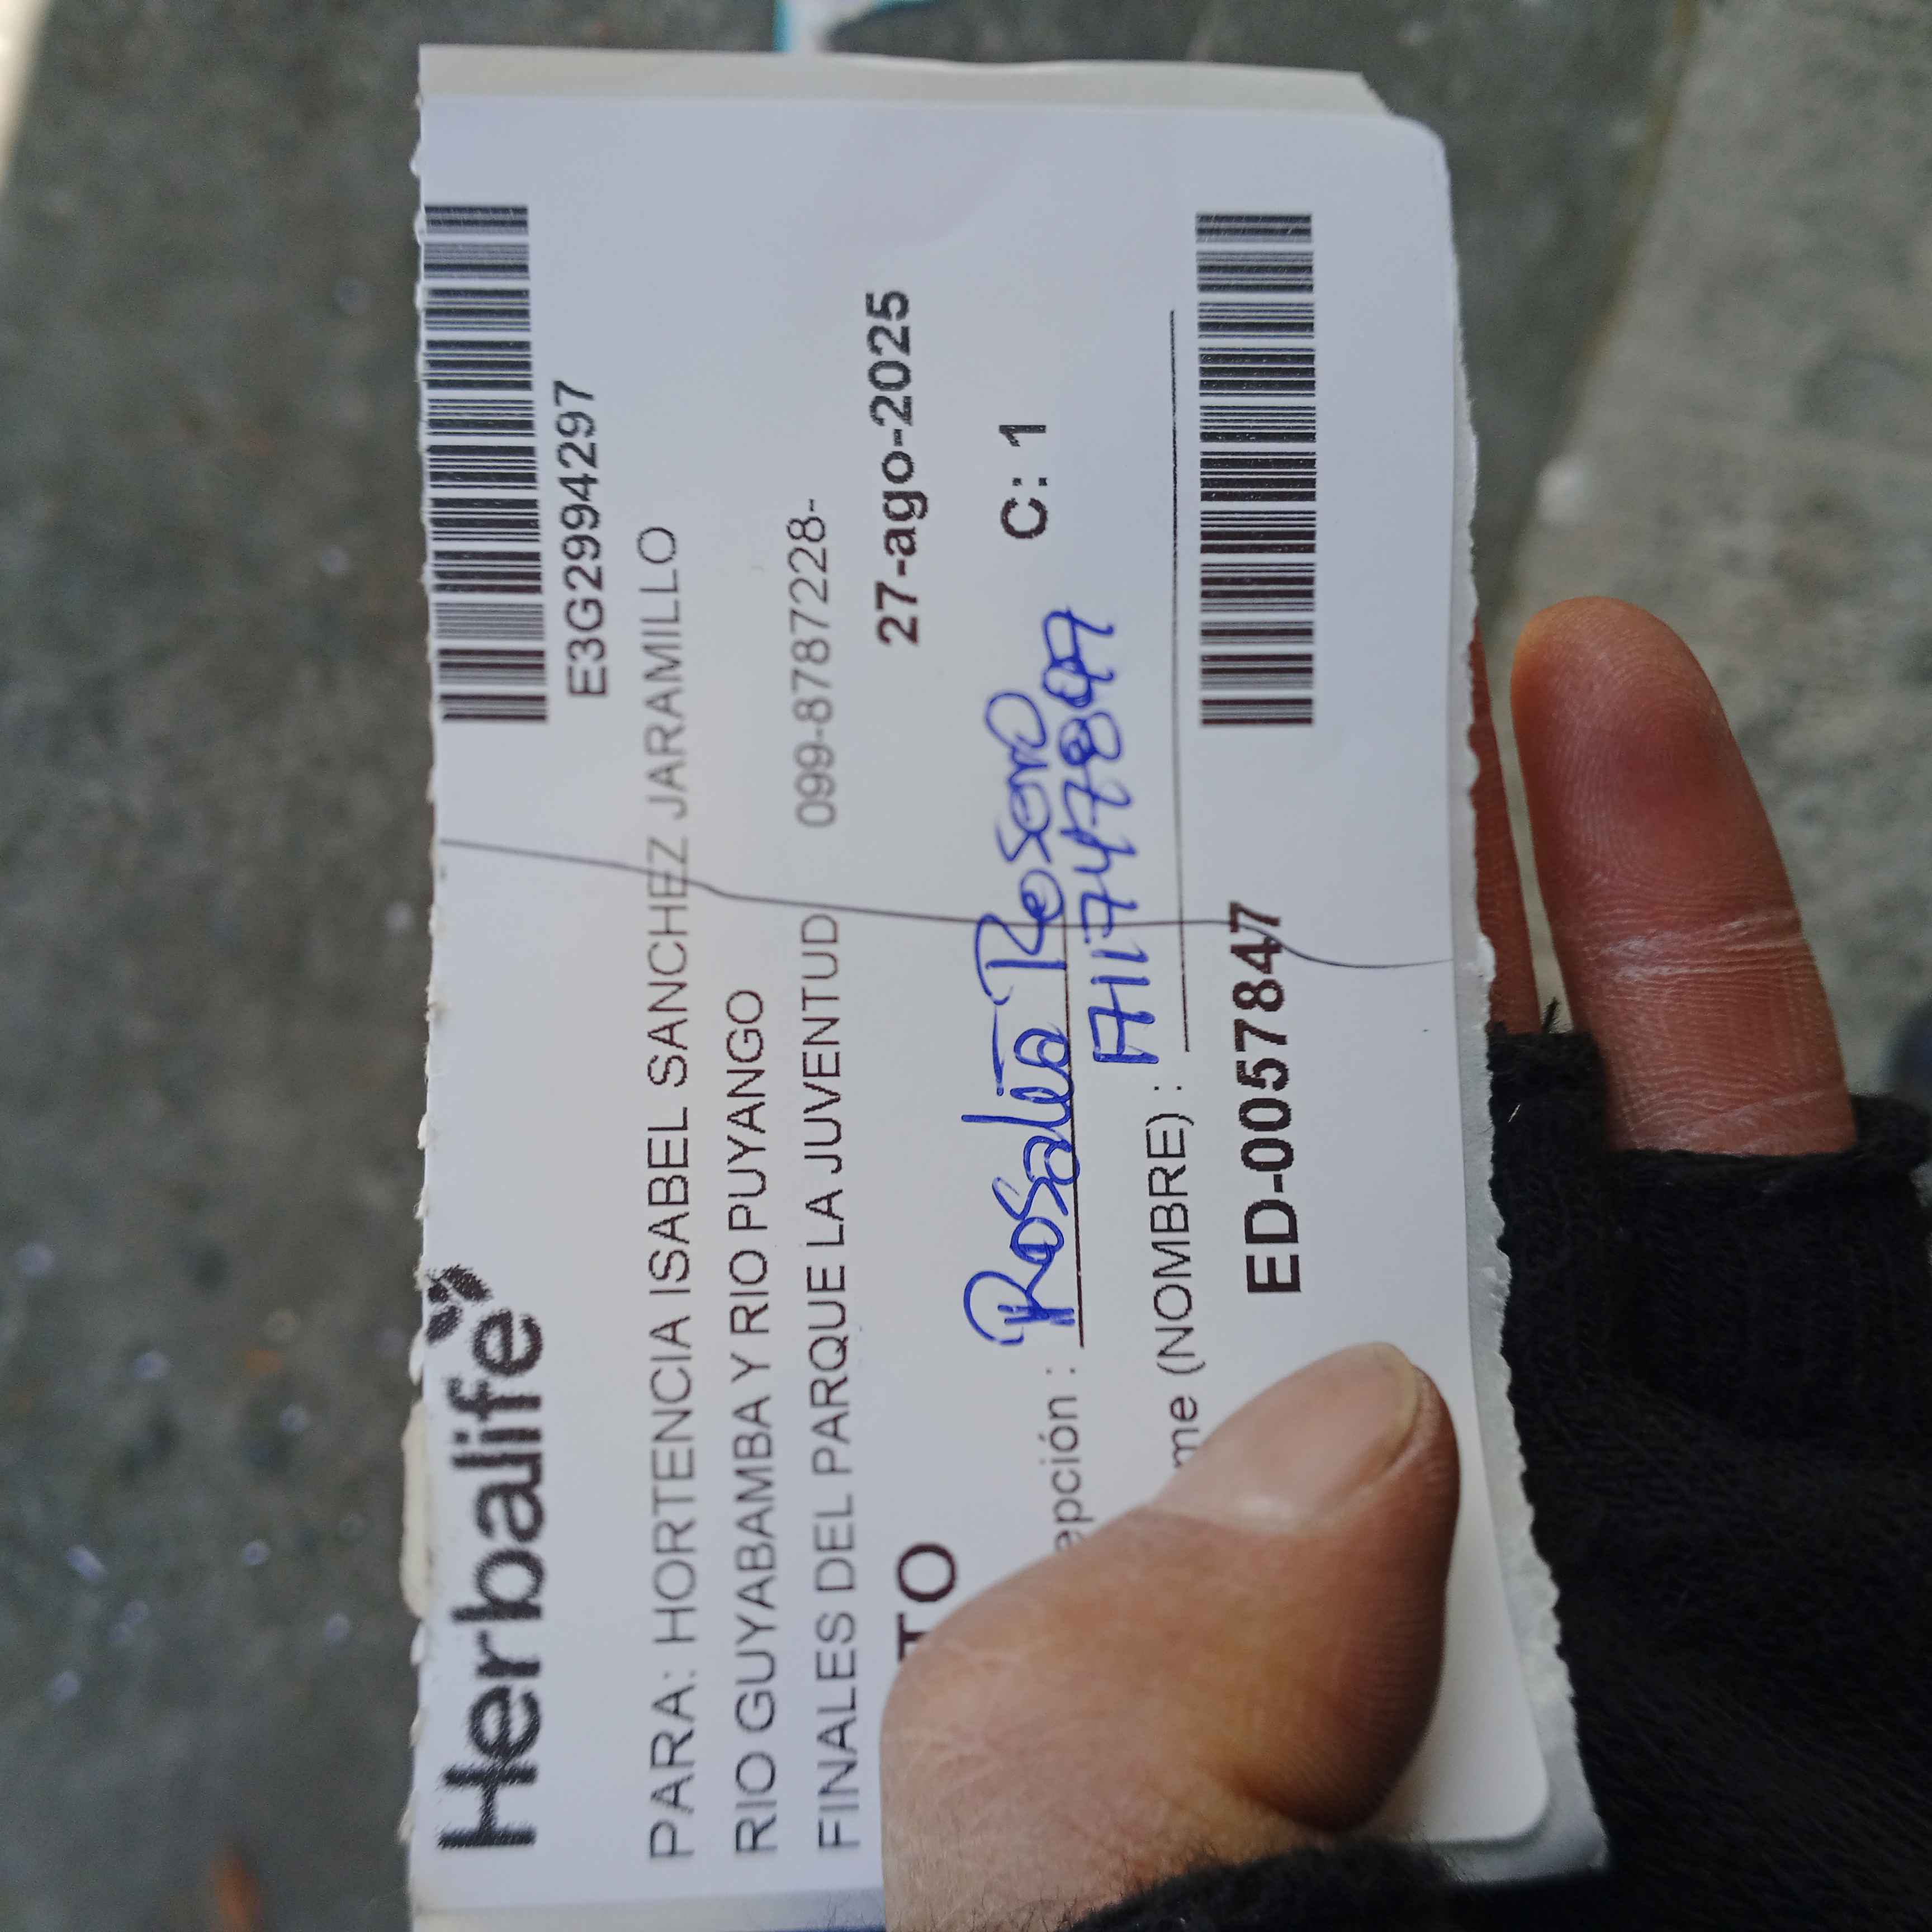 Herbalife
E3G2994297
PARA: HORTENCIA ISABEL SANCHEZ JARAMILLO
RIO GUYABAMBA Y RIO PUYANGO
FINALES DEL PARQUE LA JUVENTUD 099-8787228-
TO 27-ago-2025
epción : Rosalia Rosero C: 1
me (NOMBRE) :
ED-0057847